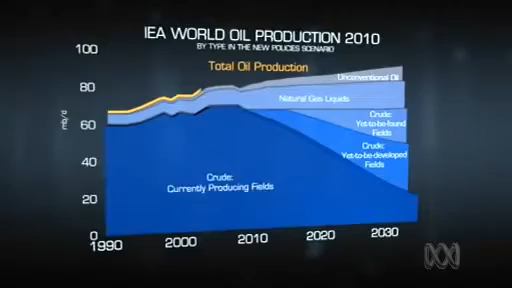 IEA WORLD OIL PRODUCTION 2010
BY TYPE IN THE NEW POLICIES SCENARIO
Total Oil Production
100
80
60
40
20
0
mb/d
Unconventional Oil
Natural Gas Liquids
Crude:
Yet-to-be-found
Fields
Crude:
Yet-to-be-developed
Fields
Crude:
Currently Producing Fields
1990
2000
2010
2020
2030